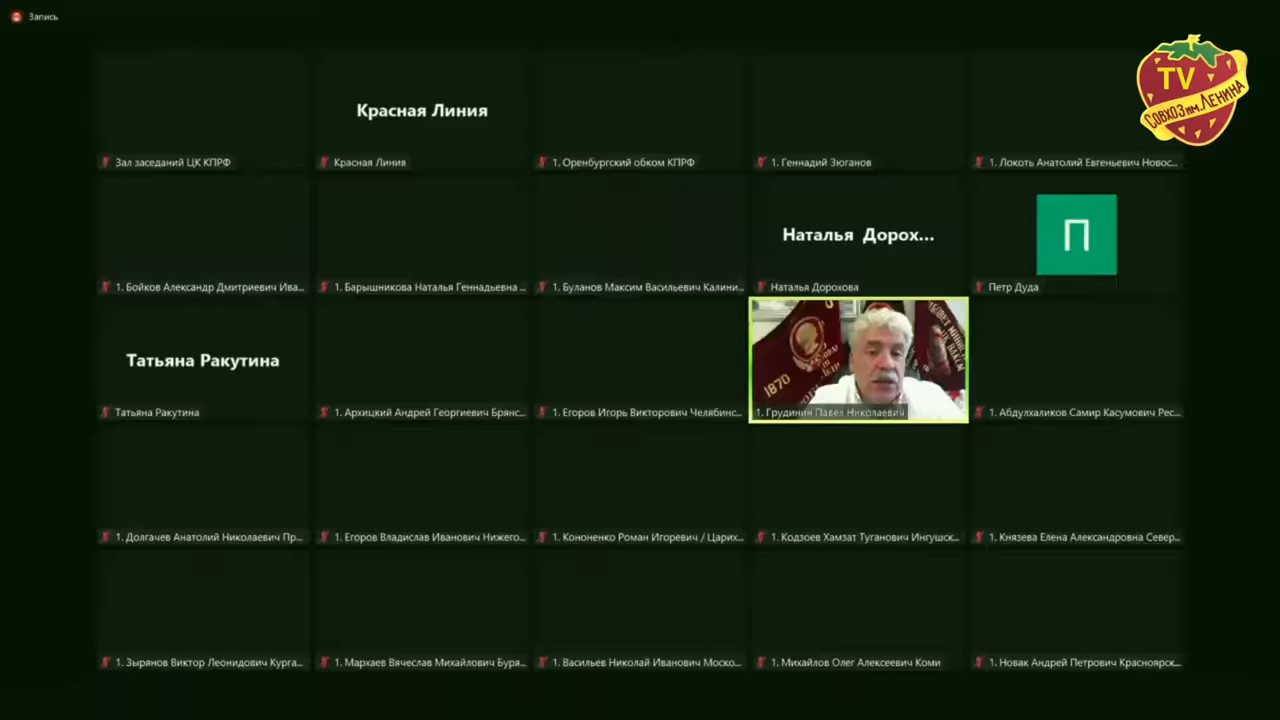 Запись
TV
СОВХОЗ им. ЛЕНИНА
Красная Линия
Зал заседаний ЦК КПРФ
Красная Линия
1. Оренбургский обком КПРФ
1. Геннадий Зюганов
1. Локоть Анатолий Евгеньевич Новос...
Наталья Дорох...
П
1. Бойков Александр Дмитриевич Ива...
1. Барышникова Наталья Геннадьевна ...
1. Буланов Максим Васильевич Калини...
Наталья Дорохова
Петр Дуда
Татьяна Ракутина
1870
Татьяна Ракутина
1. Архицкий Андрей Георгиевич Брянс...
1. Егоров Игорь Викторович Челябинс...
1. Грудинин Павел Николаевич
1. Абдулхаликов Самир Касумович Рес...
1. Долгачев Анатолий Николаевич Пр...
1. Егоров Владислав Иванович Нижего...
1. Кононенко Роман Игоревич / Царих...
1. Кодзоев Хамзат Туганович Ингушск...
1. Князева Елена Александровна Север...
1. Зырянов Виктор Леонидович Курга...
1. Мархаев Вячеслав Михайлович Буря...
1. Васильев Николай Иванович Моско...
1. Михайлов Олег Алексеевич Коми
1. Новак Андрей Петрович Красноярск...